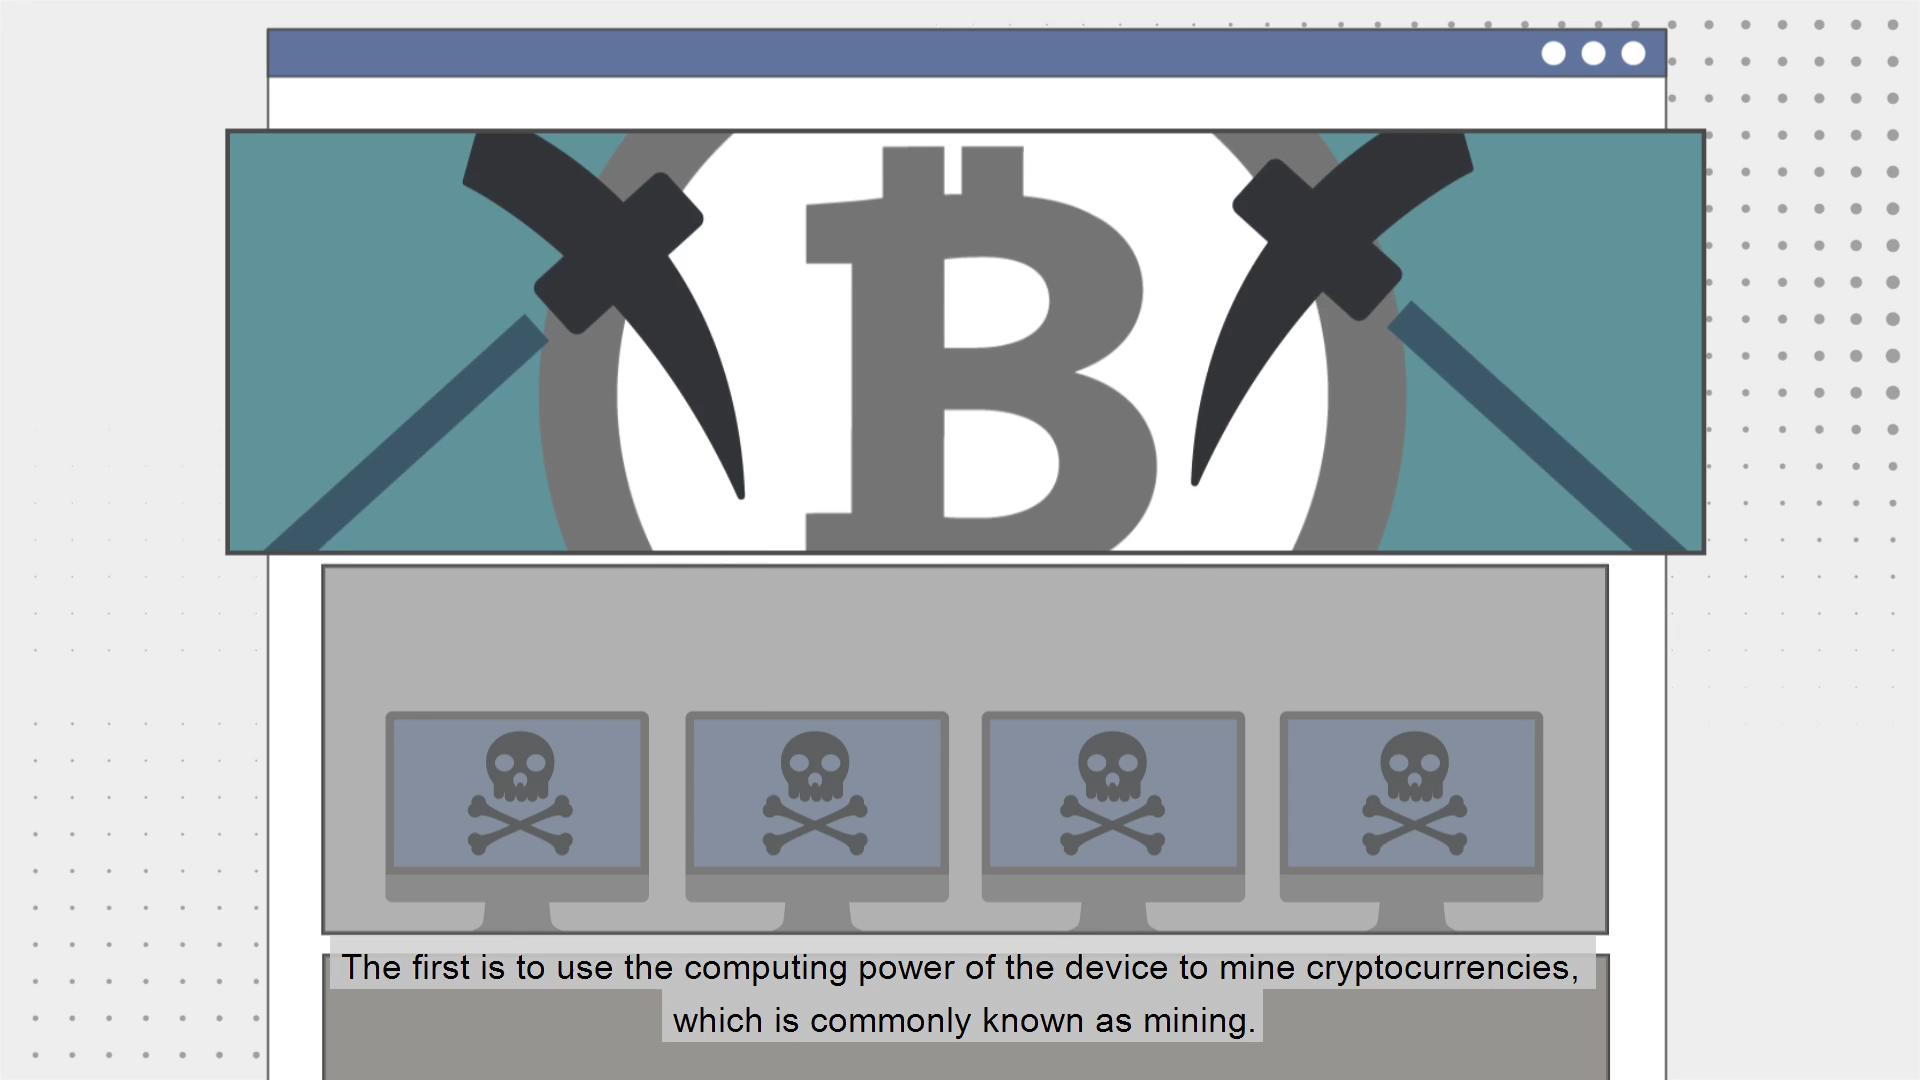 The first is to use the computing power of the device to mine cryptocurrencies,
which is commonly known as mining.